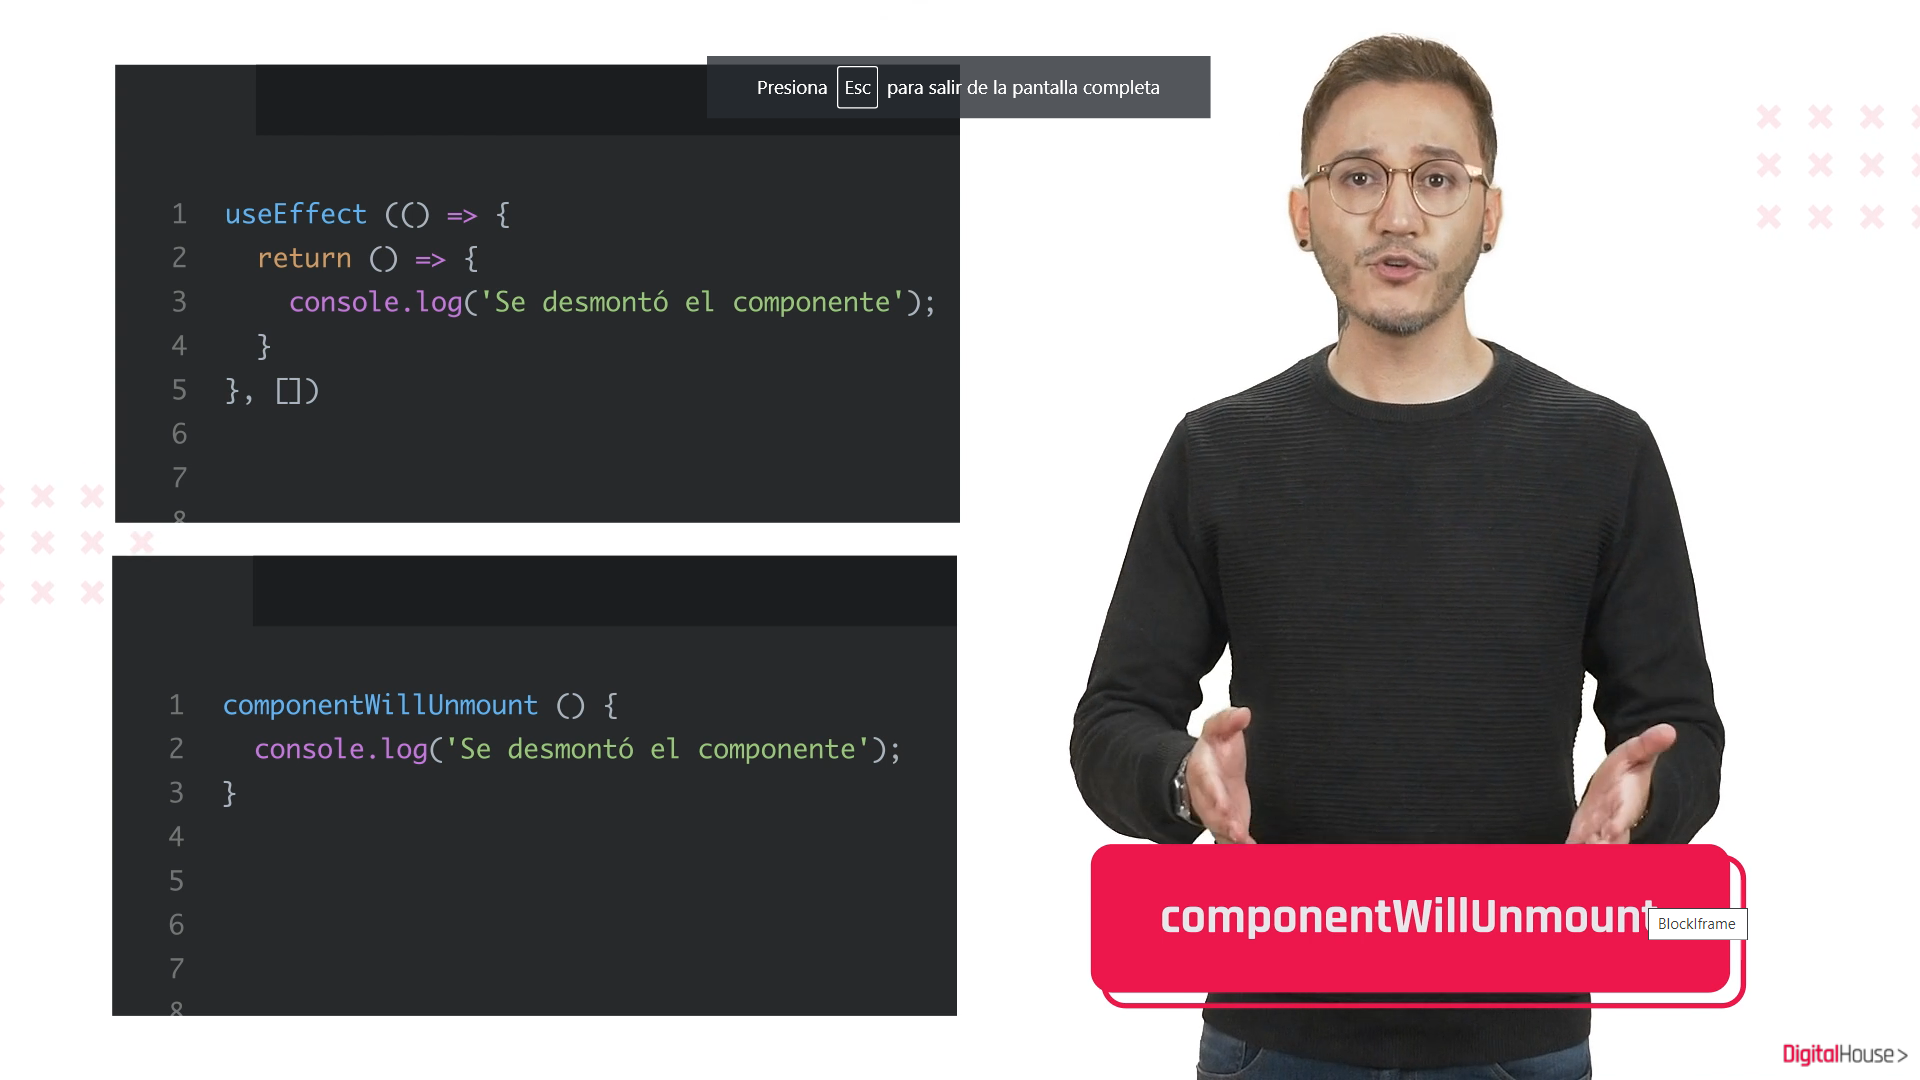 Presiona Esc para salir de la pantalla completa
1 useEffect (() => {
2 return () => {
3 console.log('Se desmontó el componente');
4 }
5 }, [])
6
7
8
1 componentWillUnmount () {
2 console.log('Se desmontó el componente');
3 }
4
5
6
7
8
componentWillUnmount
BlockIframe
DigitalHouse>